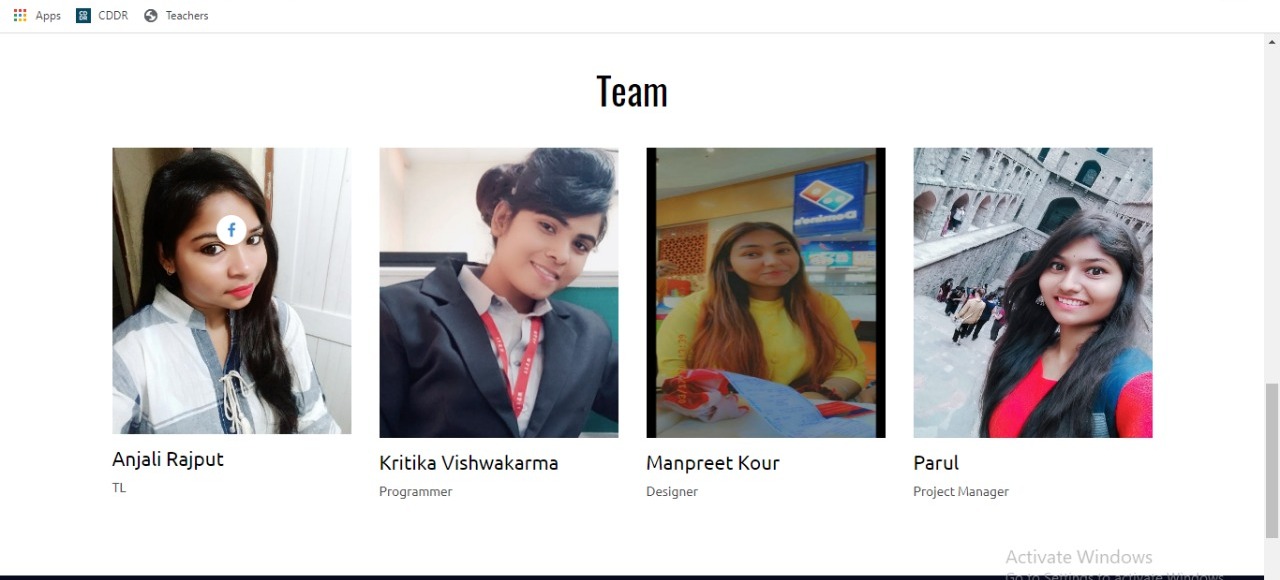 Apps CDDR Teachers
Team
Domino's
Anjali Rajput Kritika Vishwakarma Manpreet Kour Parul
TL Programmer Designer Project Manager
Activate Windows
Go to Settings to activate Windows.